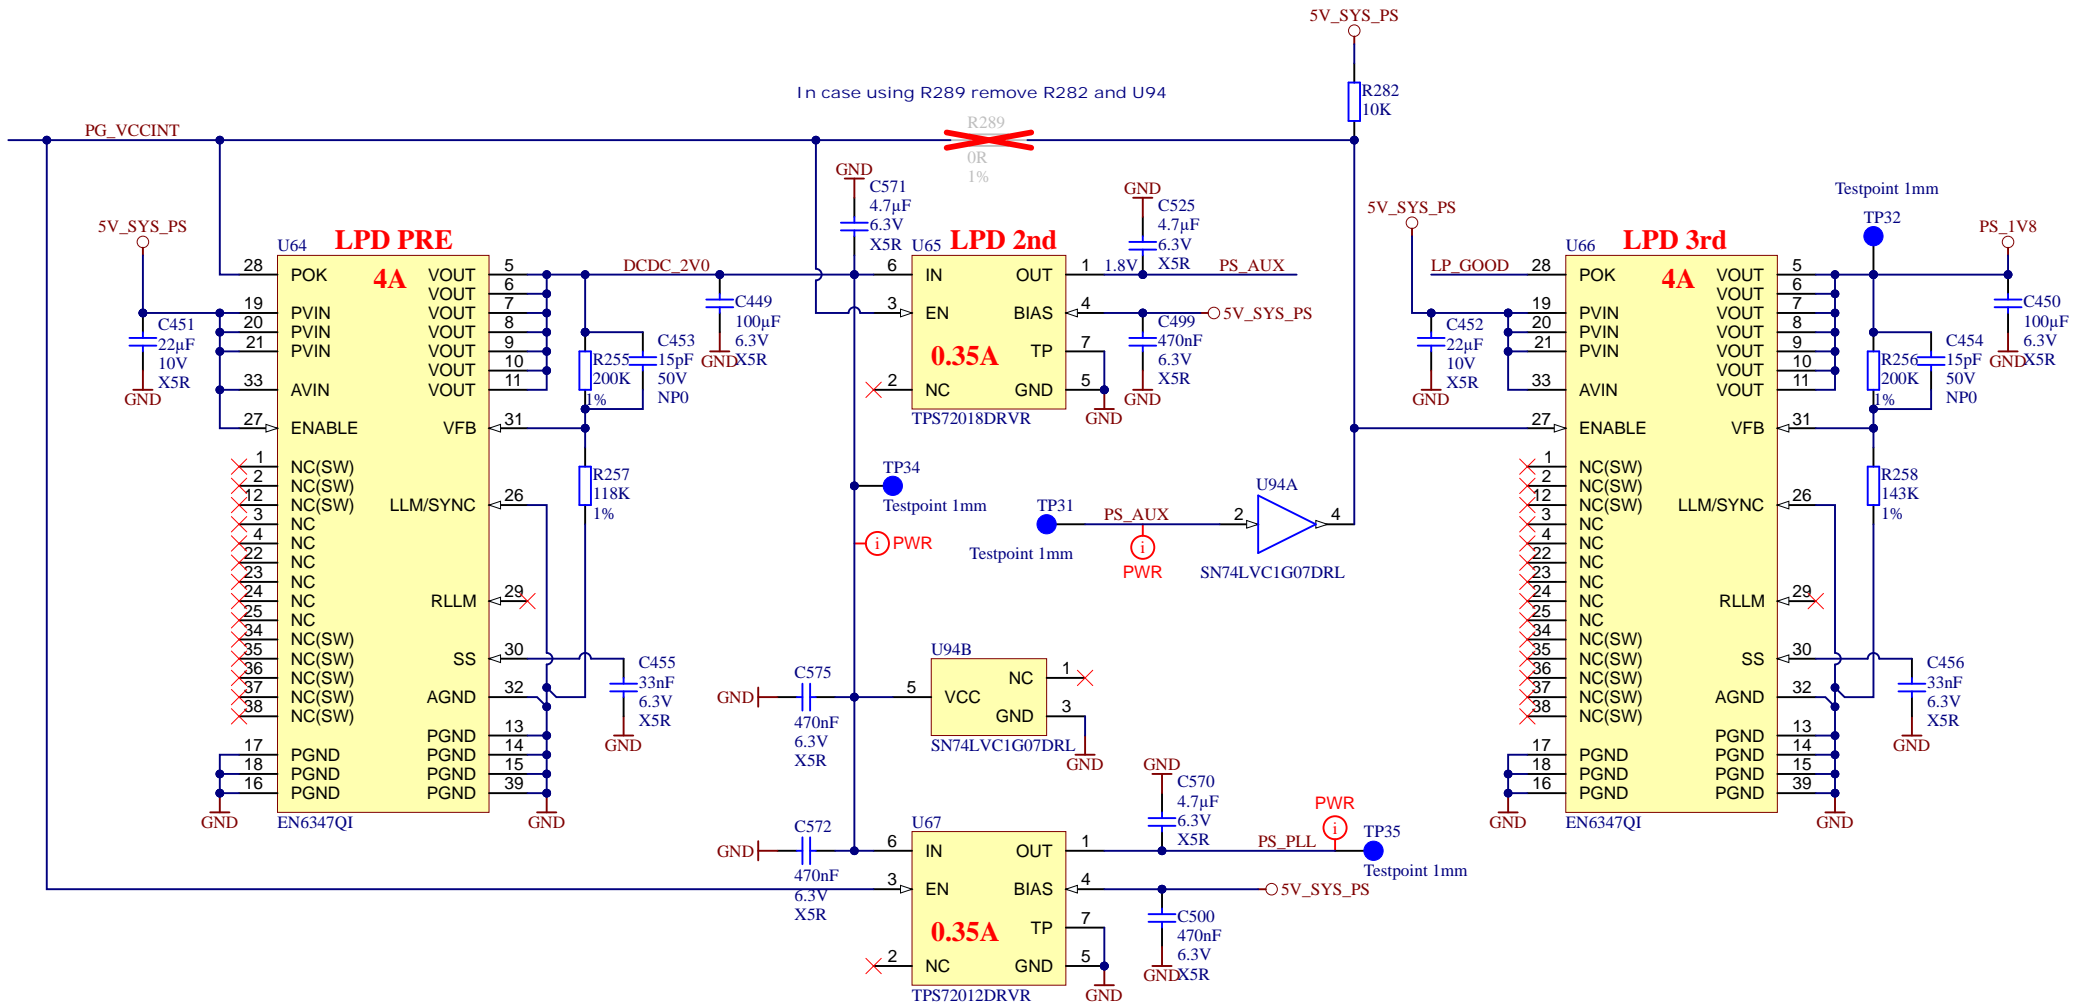 5V_SYS_PS
R282
10K
In case using R289 remove R282 and U94
PG_VCCINT
R289
0R
1%
GND
C571
4.7µF
6.3V
X5R
GND
C525
4.7µF
6.3V
X5R
5V_SYS_PS
C451
22µF
10V
X5R
GND
U64
LPD PRE
4A
28 POK
19 PVIN
20 PVIN
21 PVIN
33 AVIN
27 ENABLE
1 NC(SW)
2 NC(SW)
12 NC(SW)
3 NC
4 NC
22 NC
23 NC
24 NC
25 NC
34 NC(SW)
35 NC(SW)
36 NC(SW)
37 NC(SW)
38 NC(SW)
17 PGND
18 PGND
16 PGND
VOUT 5
VOUT 6
VOUT 7
VOUT 8
VOUT 9
VOUT 10
VOUT 11
VFB 31
LLM/SYNC 26
RLLM 29
SS 30
AGND 32
PGND 13
PGND 14
PGND 15
PGND 39
EN6347QI
GND
GND
DCDC_2V0
R255
200K
1%
C453
15pF
50V
NP0
C449
100µF
6.3V
X5R
GND
R257
118K
1%
C455
33nF
6.3V
X5R
GND
U65
LPD 2nd
0.35A
6 IN
3 EN
2 NC
OUT 1
BIAS 4
TP 7
GND 5
TPS72018DRVR
1.8V
PS_AUX
5V_SYS_PS
C499
470nF
6.3V
X5R
GND
GND
TP34
Testpoint 1mm
PWR
TP31
Testpoint 1mm
PS_AUX
PWR
U94A
2
4
SN74LVC1G07DRL
U94B
5 VCC
NC 1
GND 3
SN74LVC1G07DRL
GND
GND
C575
470nF
6.3V
X5R
GND
C572
470nF
6.3V
X5R
U67
0.35A
6 IN
3 EN
2 NC
OUT 1
BIAS 4
TP 7
GND 5
TPS72012DRVR
GND
GND
C570
4.7µF
6.3V
X5R
PS_PLL
PWR
TP35
Testpoint 1mm
5V_SYS_PS
C500
470nF
6.3V
X5R
GND
5V_SYS_PS
C452
22µF
10V
X5R
GND
LP_GOOD
U66
LPD 3rd
4A
28 POK
19 PVIN
20 PVIN
21 PVIN
33 AVIN
27 ENABLE
1 NC(SW)
2 NC(SW)
12 NC(SW)
3 NC
4 NC
22 NC
23 NC
24 NC
25 NC
34 NC(SW)
35 NC(SW)
36 NC(SW)
37 NC(SW)
38 NC(SW)
17 PGND
18 PGND
16 PGND
VOUT 5
VOUT 6
VOUT 7
VOUT 8
VOUT 9
VOUT 10
VOUT 11
VFB 31
LLM/SYNC 26
RLLM 29
SS 30
AGND 32
PGND 13
PGND 14
PGND 15
PGND 39
EN6347QI
GND
GND
Testpoint 1mm
TP32
PS_1V8
R256
200K
1%
C454
15pF
50V
NP0
C450
100µF
6.3V
X5R
GND
R258
143K
1%
C456
33nF
6.3V
X5R
GND